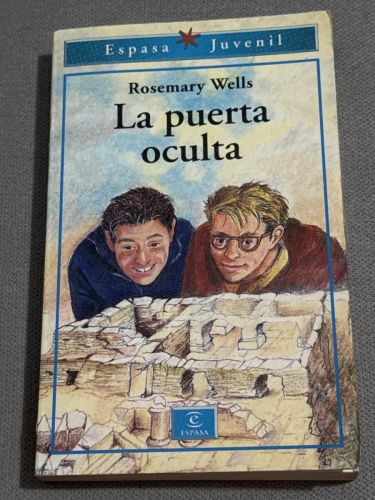 Espasa Juvenil
Rosemary Wells
La puerta
oculta
ESPASA